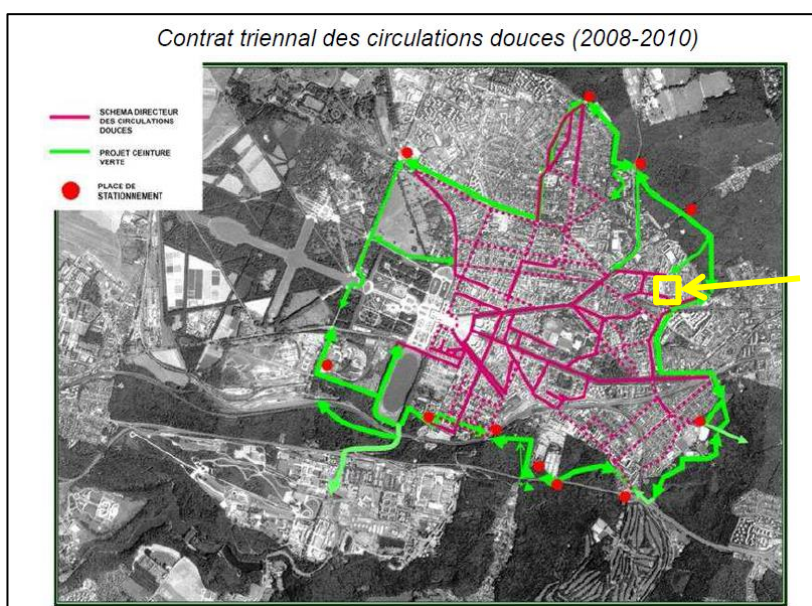 Contrat triennal des circulations douces (2008-2010)
SCHEMA DIRECTEUR
DES CIRCULATIONS
DOUCES
PROJET CEINTURE
VERTE
PLACE DE
STATIONNEMENT